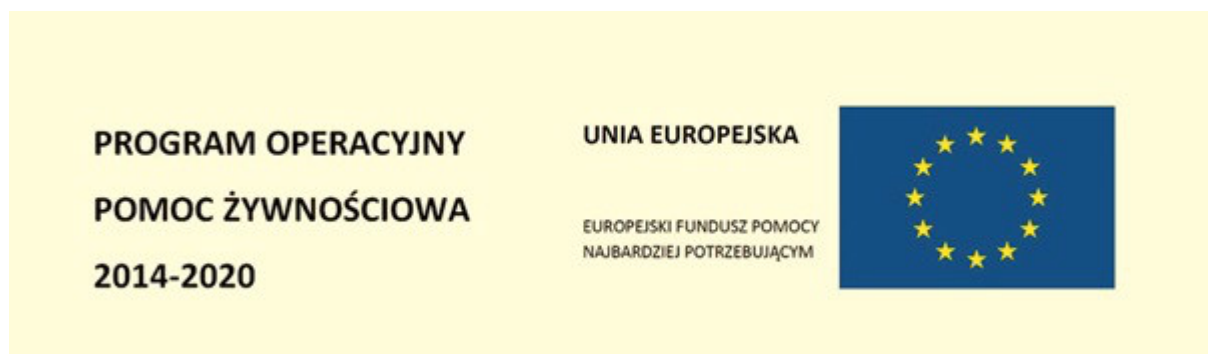 PROGRAM OPERACYJNY
POMOC ŻYWNOŚCIOWA
2014-2020
UNIA EUROPEJSKA
EUROPEJSKI FUNDUSZ POMOCY
NAJBARDZIEJ POTRZEBUJĄCYM